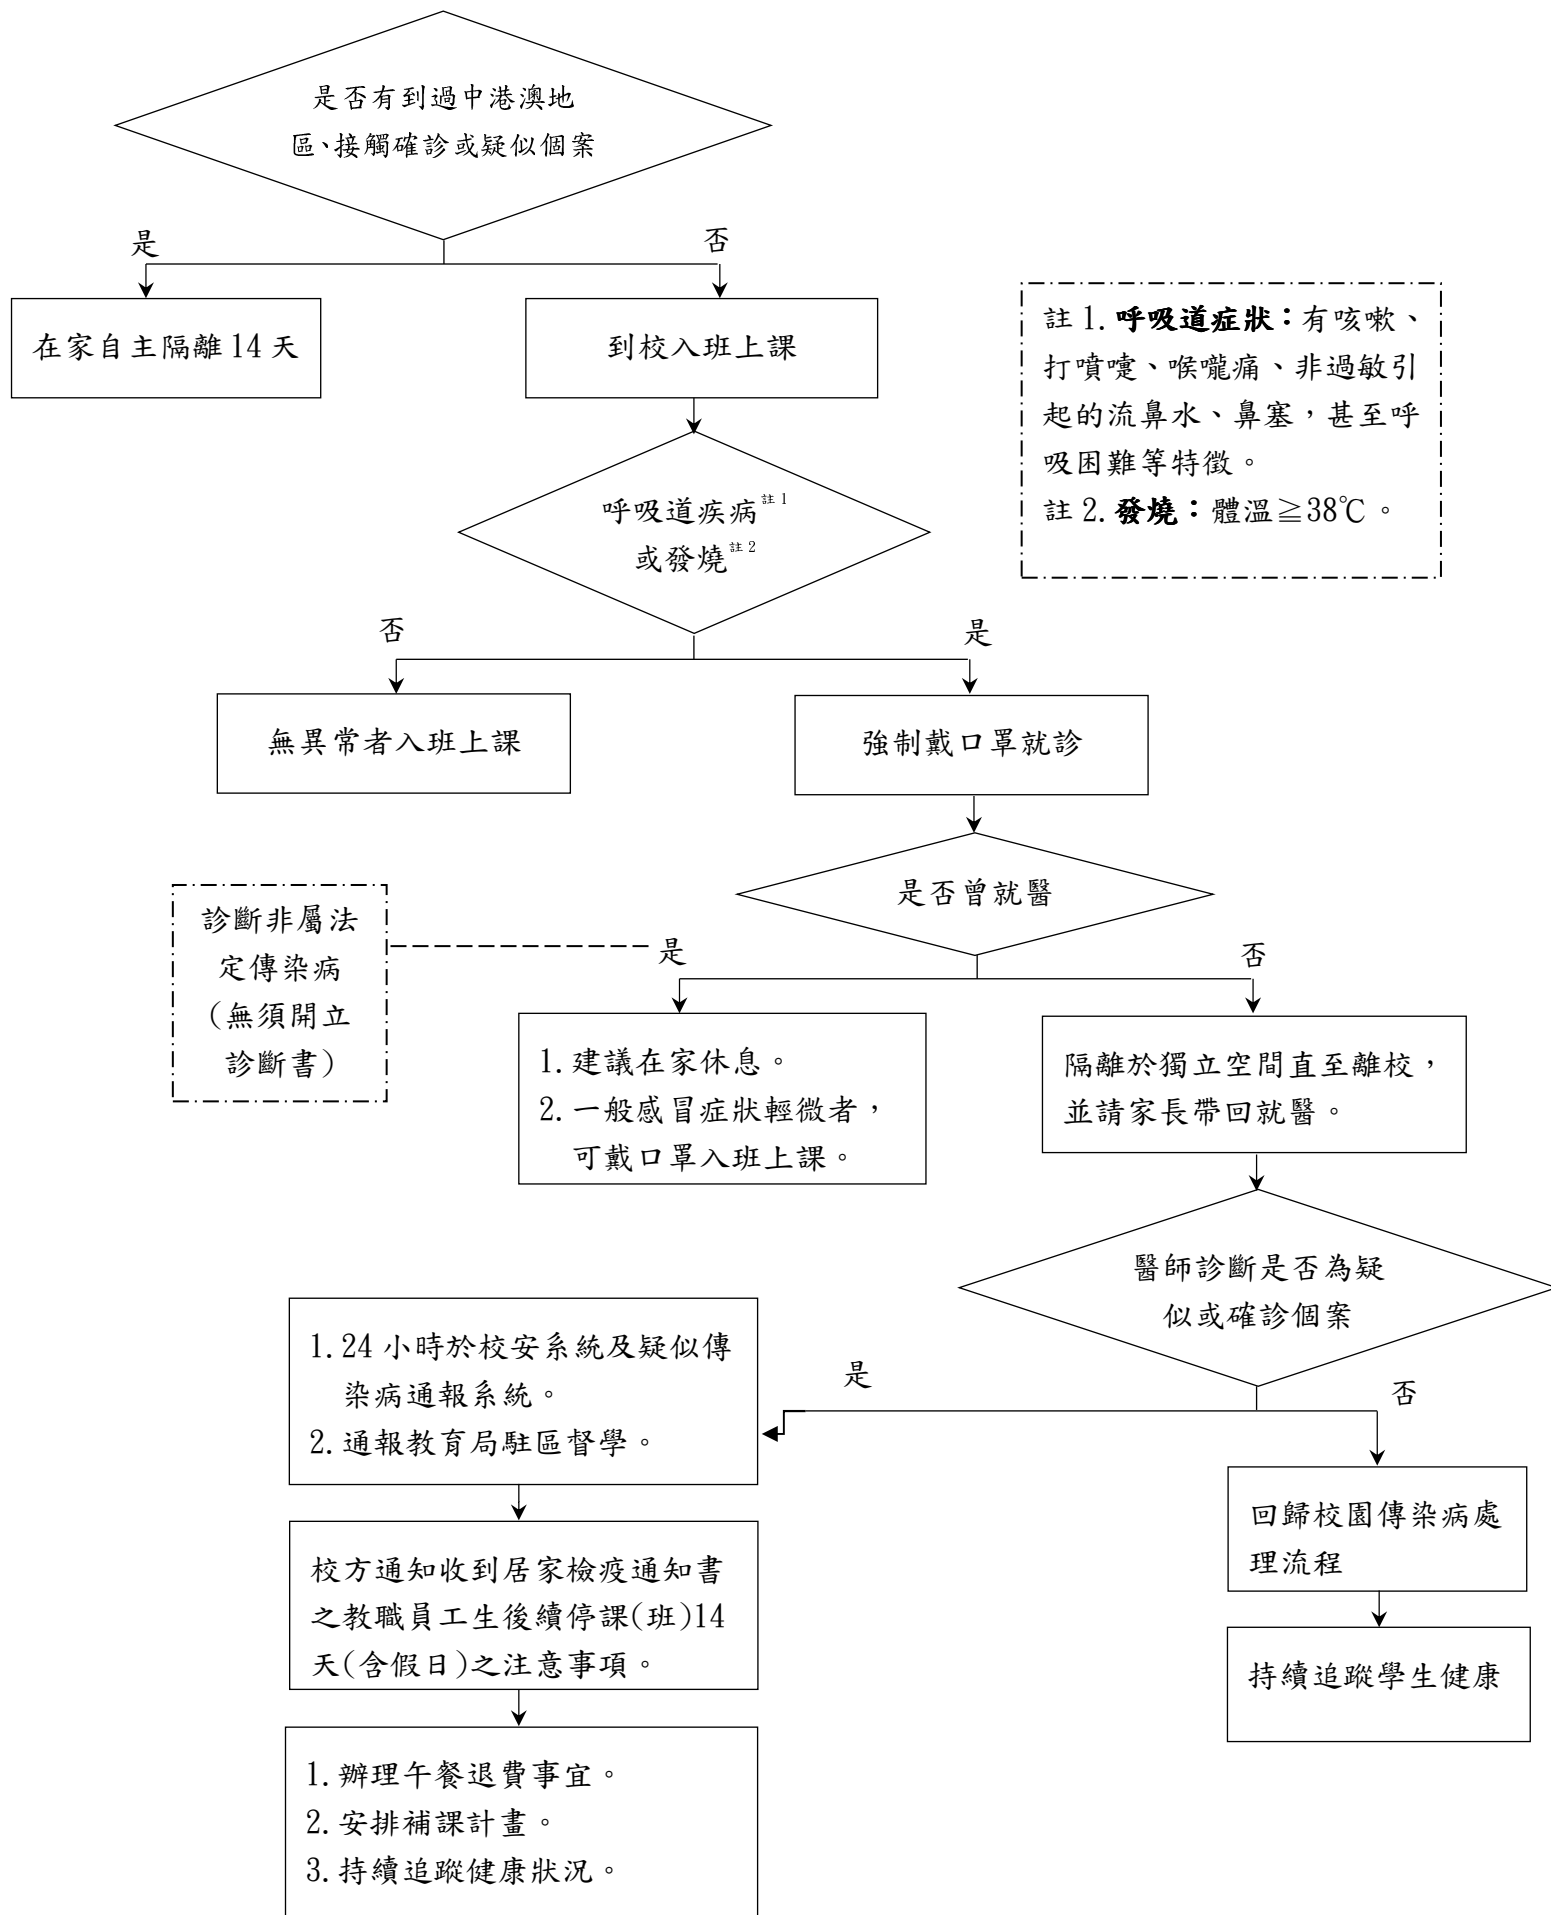 是否有到過中港澳地
區、接觸確診或疑似個案
是
否
在家自主隔離14天
到校入班上課
註1.呼吸道症狀：有咳嗽、
打噴嚏、喉嚨痛、非過敏引
起的流鼻水、鼻塞，甚至呼
吸困難等特徵。
註2.發燒：體溫≧38℃。
呼吸道疾病註1
或發燒註2
否
是
無異常者入班上課
強制戴口罩就診
是否曾就醫
診斷非屬法
定傳染病
(無須開立
診斷書)
是
否
1.建議在家休息。
2.一般感冒症狀輕微者，
可戴口罩入班上課。
隔離於獨立空間直至離校，
並請家長帶回就醫。
醫師診斷是否為疑
似或確診個案
是
否
1.24小時於校安系統及疑似傳
染病通報系統。
2.通報教育局駐區督學。
回歸校園傳染病處
理流程
校方通知收到居家檢疫通知書
之教職員工生後續停課(班)14
天(含假日)之注意事項。
持續追蹤學生健康
1.辦理午餐退費事宜。
2.安排補課計畫。
3.持續追蹤健康狀況。